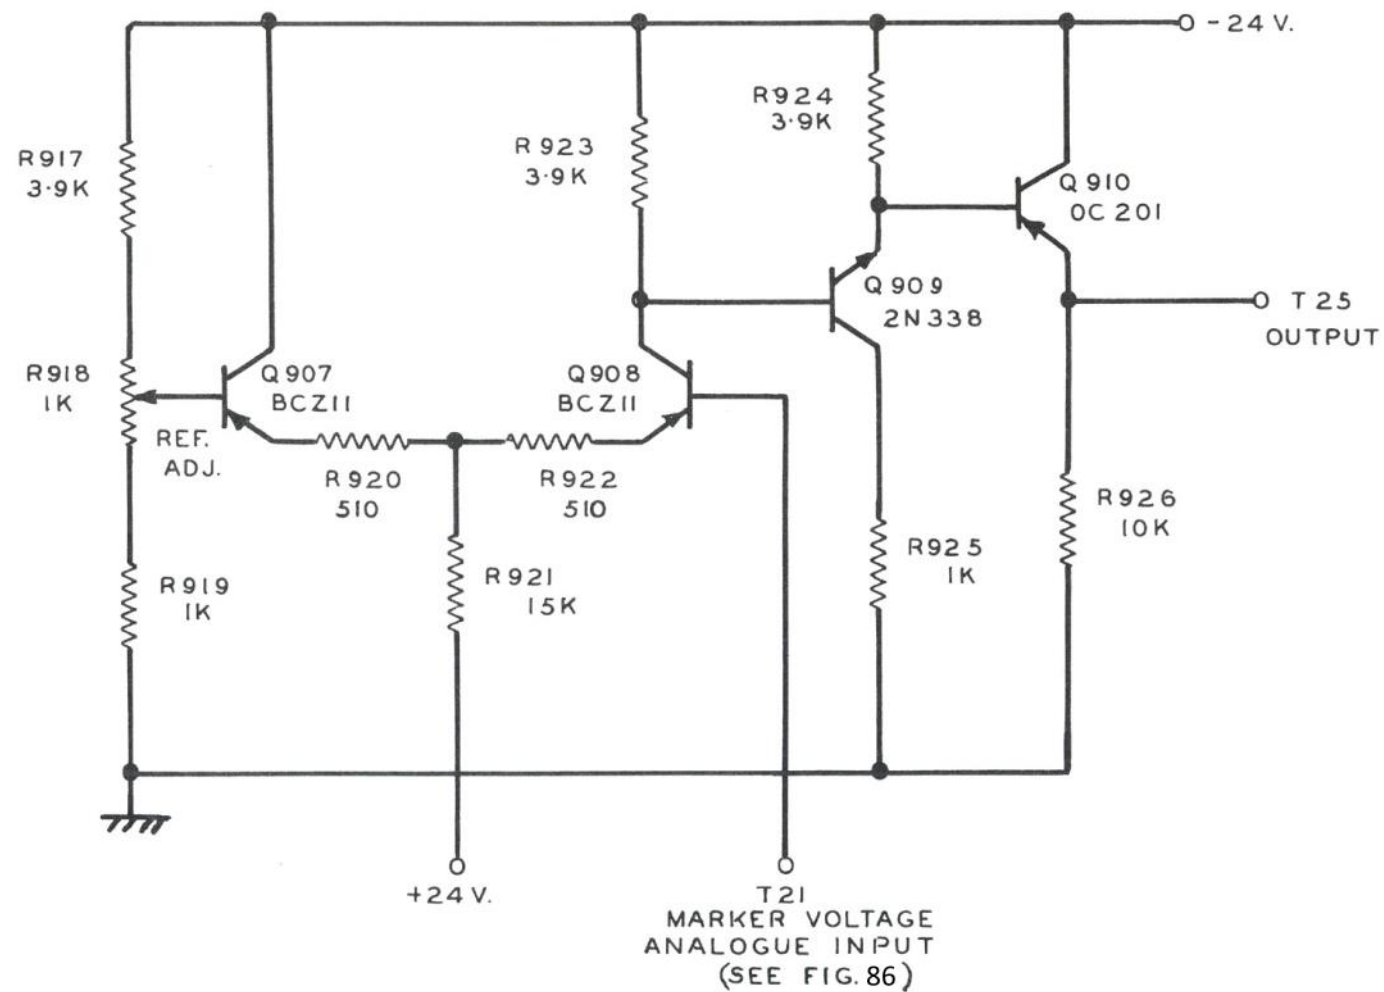 -24 V.
R924
3.9K
R917
3.9K
R923
3.9K
Q910
OC 201
Q909
2N338
T25
OUTPUT
R918
1K
REF.
ADJ.
Q907
BCZ11
Q908
BCZ11
R920
510
R922
510
R926
10K
R919
1K
R921
15K
R925
1K
+24 V.
T21
MARKER VOLTAGE
ANALOGUE INPUT
(SEE FIG. 86)